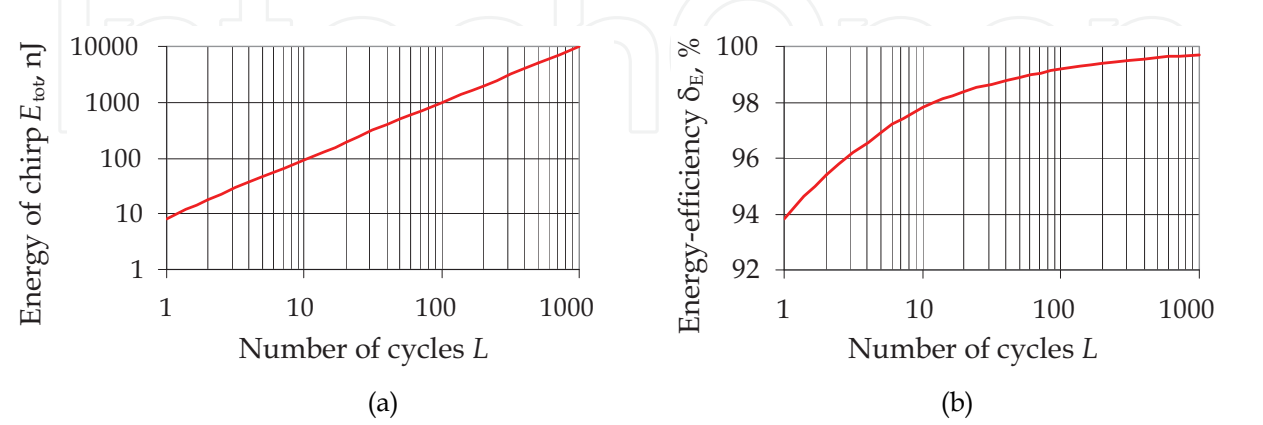 IntechOpen
Energy of chirp Etot, nJ
10000
1000
100
10
1
1 10 100 1000
Number of cycles L
(a)
Energy-efficiency δE, %
100
98
96
94
92
1 10 100 1000
Number of cycles L
(b)